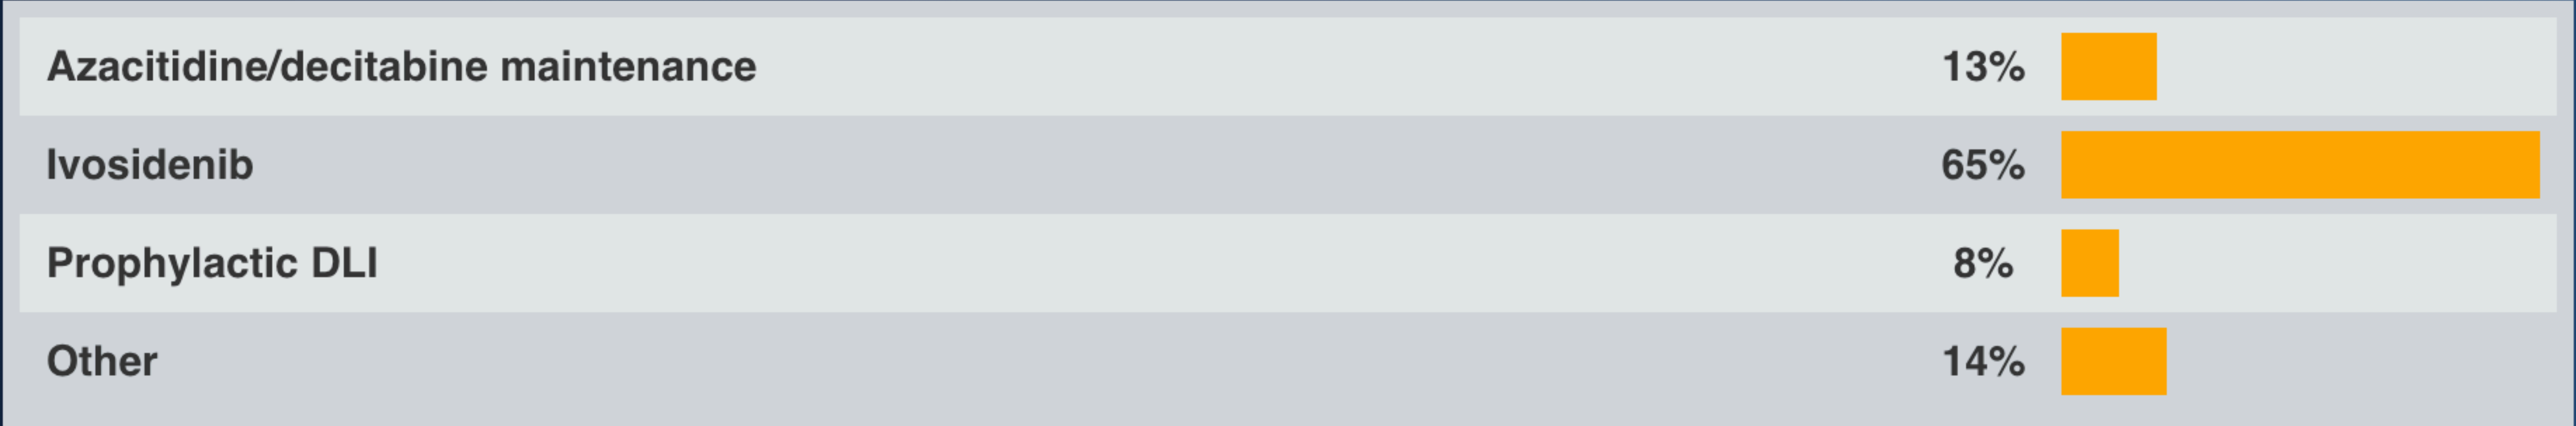 Azacitidine/decitabine maintenance 13%
Ivosidenib 65%
Prophylactic DLI 8%
Other 14%